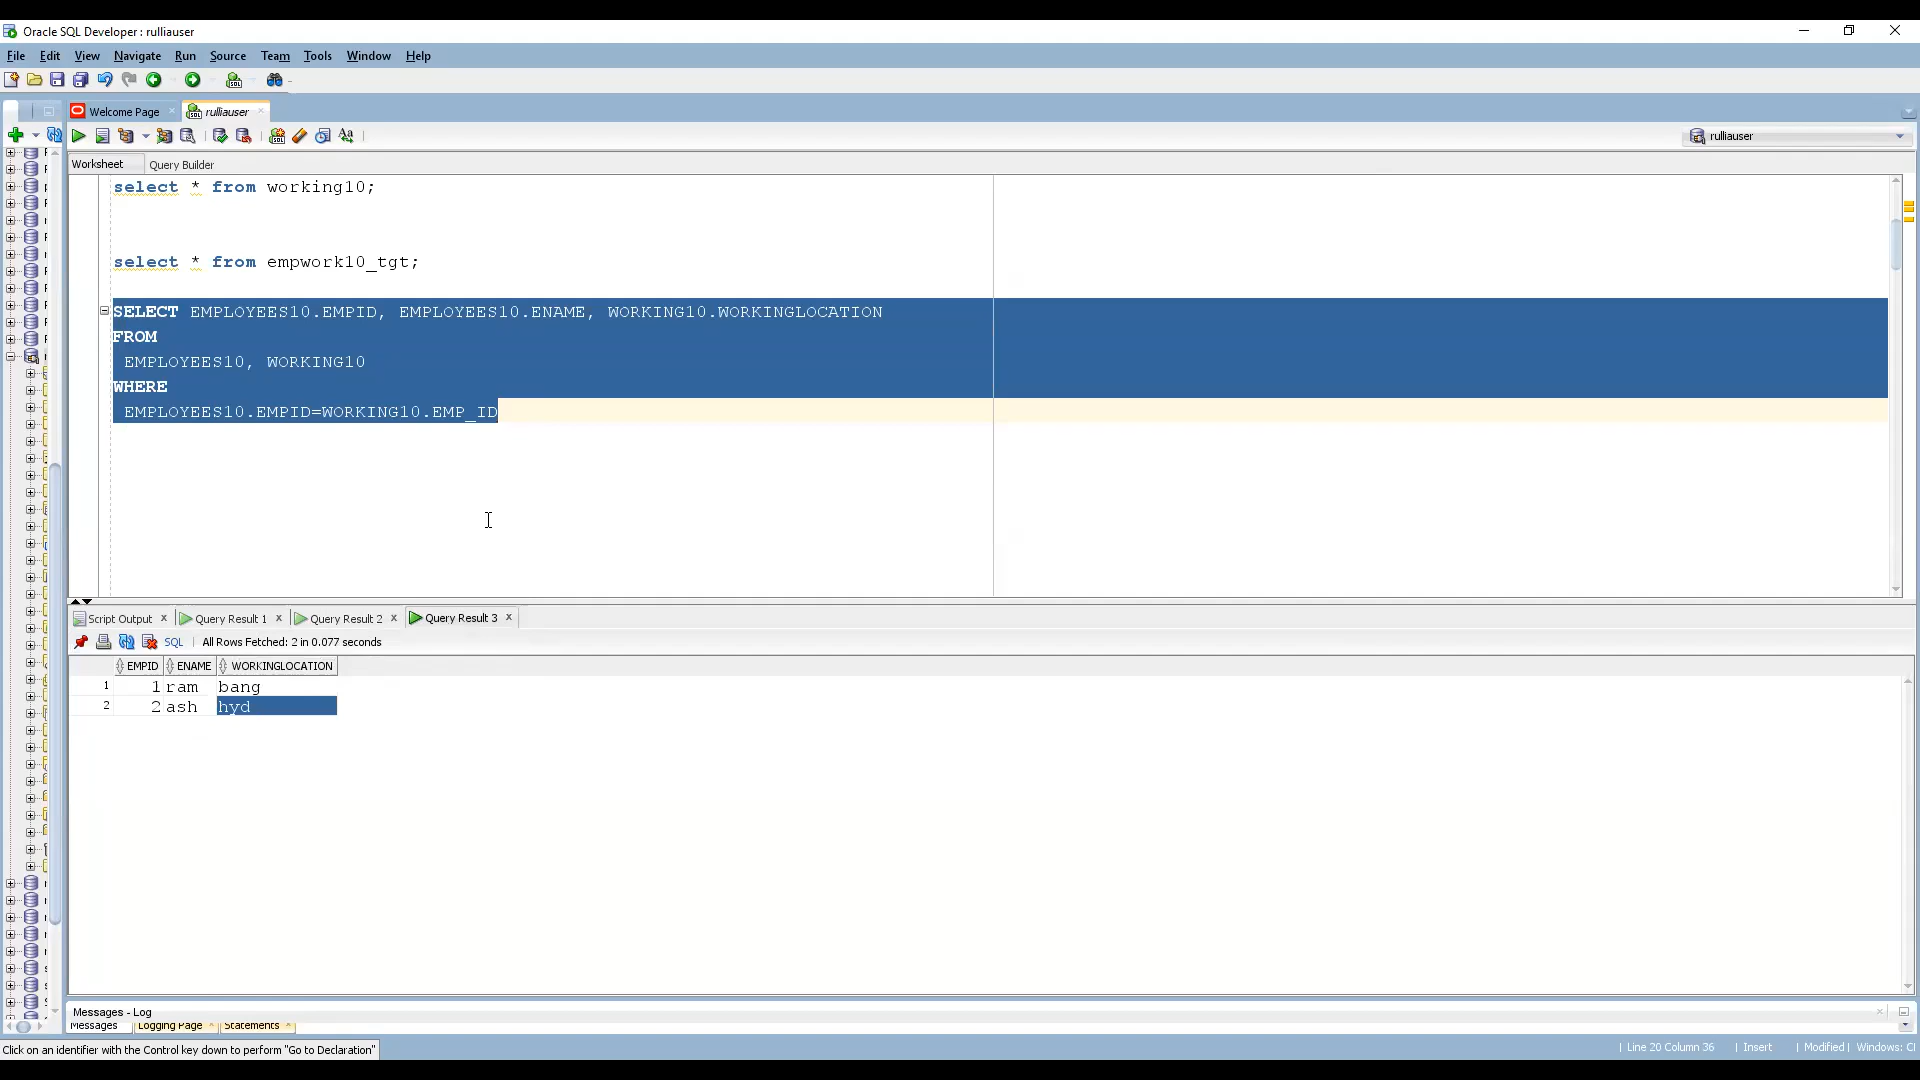 Oracle SQL Developer : rulliauser
File Edit View Navigate Run Source Team Tools Window Help
Welcome Page rulliauser
rulliauser
Worksheet Query Builder
select * from working10;
select * from empwork10_tgt;
SELECT EMPLOYEES10.EMPID, EMPLOYEES10.ENAME, WORKING10.WORKINGLOCATION
FROM
EMPLOYEES10, WORKING10
WHERE
EMPLOYEES10.EMPID=WORKING10.EMP_ID
Script Output Query Result 1 Query Result 2 Query Result 3
SQL All Rows Fetched: 2 in 0.077 seconds
EMPID ENAME WORKINGLOCATION
1 1 ram bang
2 2 ash hyd
Messages - Log
Messages Logging Page Statements
Click on an identifier with the Control key down to perform "Go to Declaration"
Line 20 Column 36 Insert Modified Windows: Cl